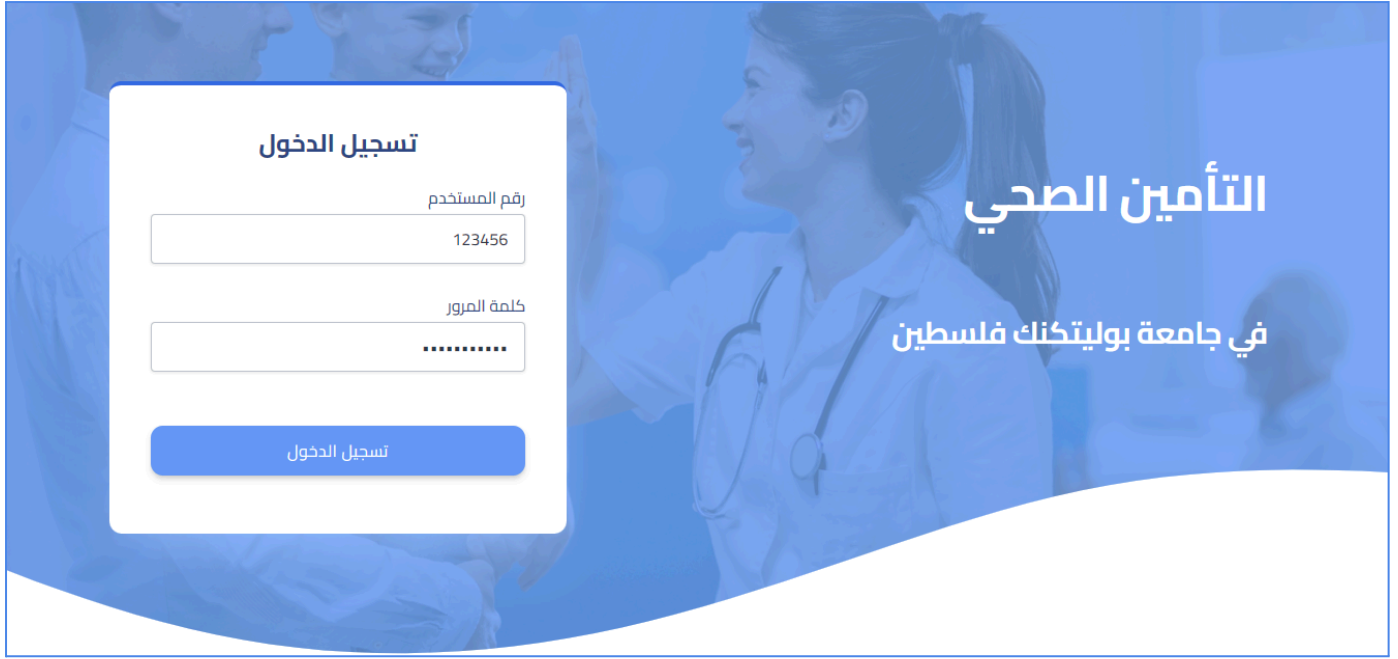 التأمين الصحي
في جامعة بوليتكنك فلسطين
تسجيل الدخول
رقم المستخدم
123456
كلمة المرور
...........
تسجيل الدخول